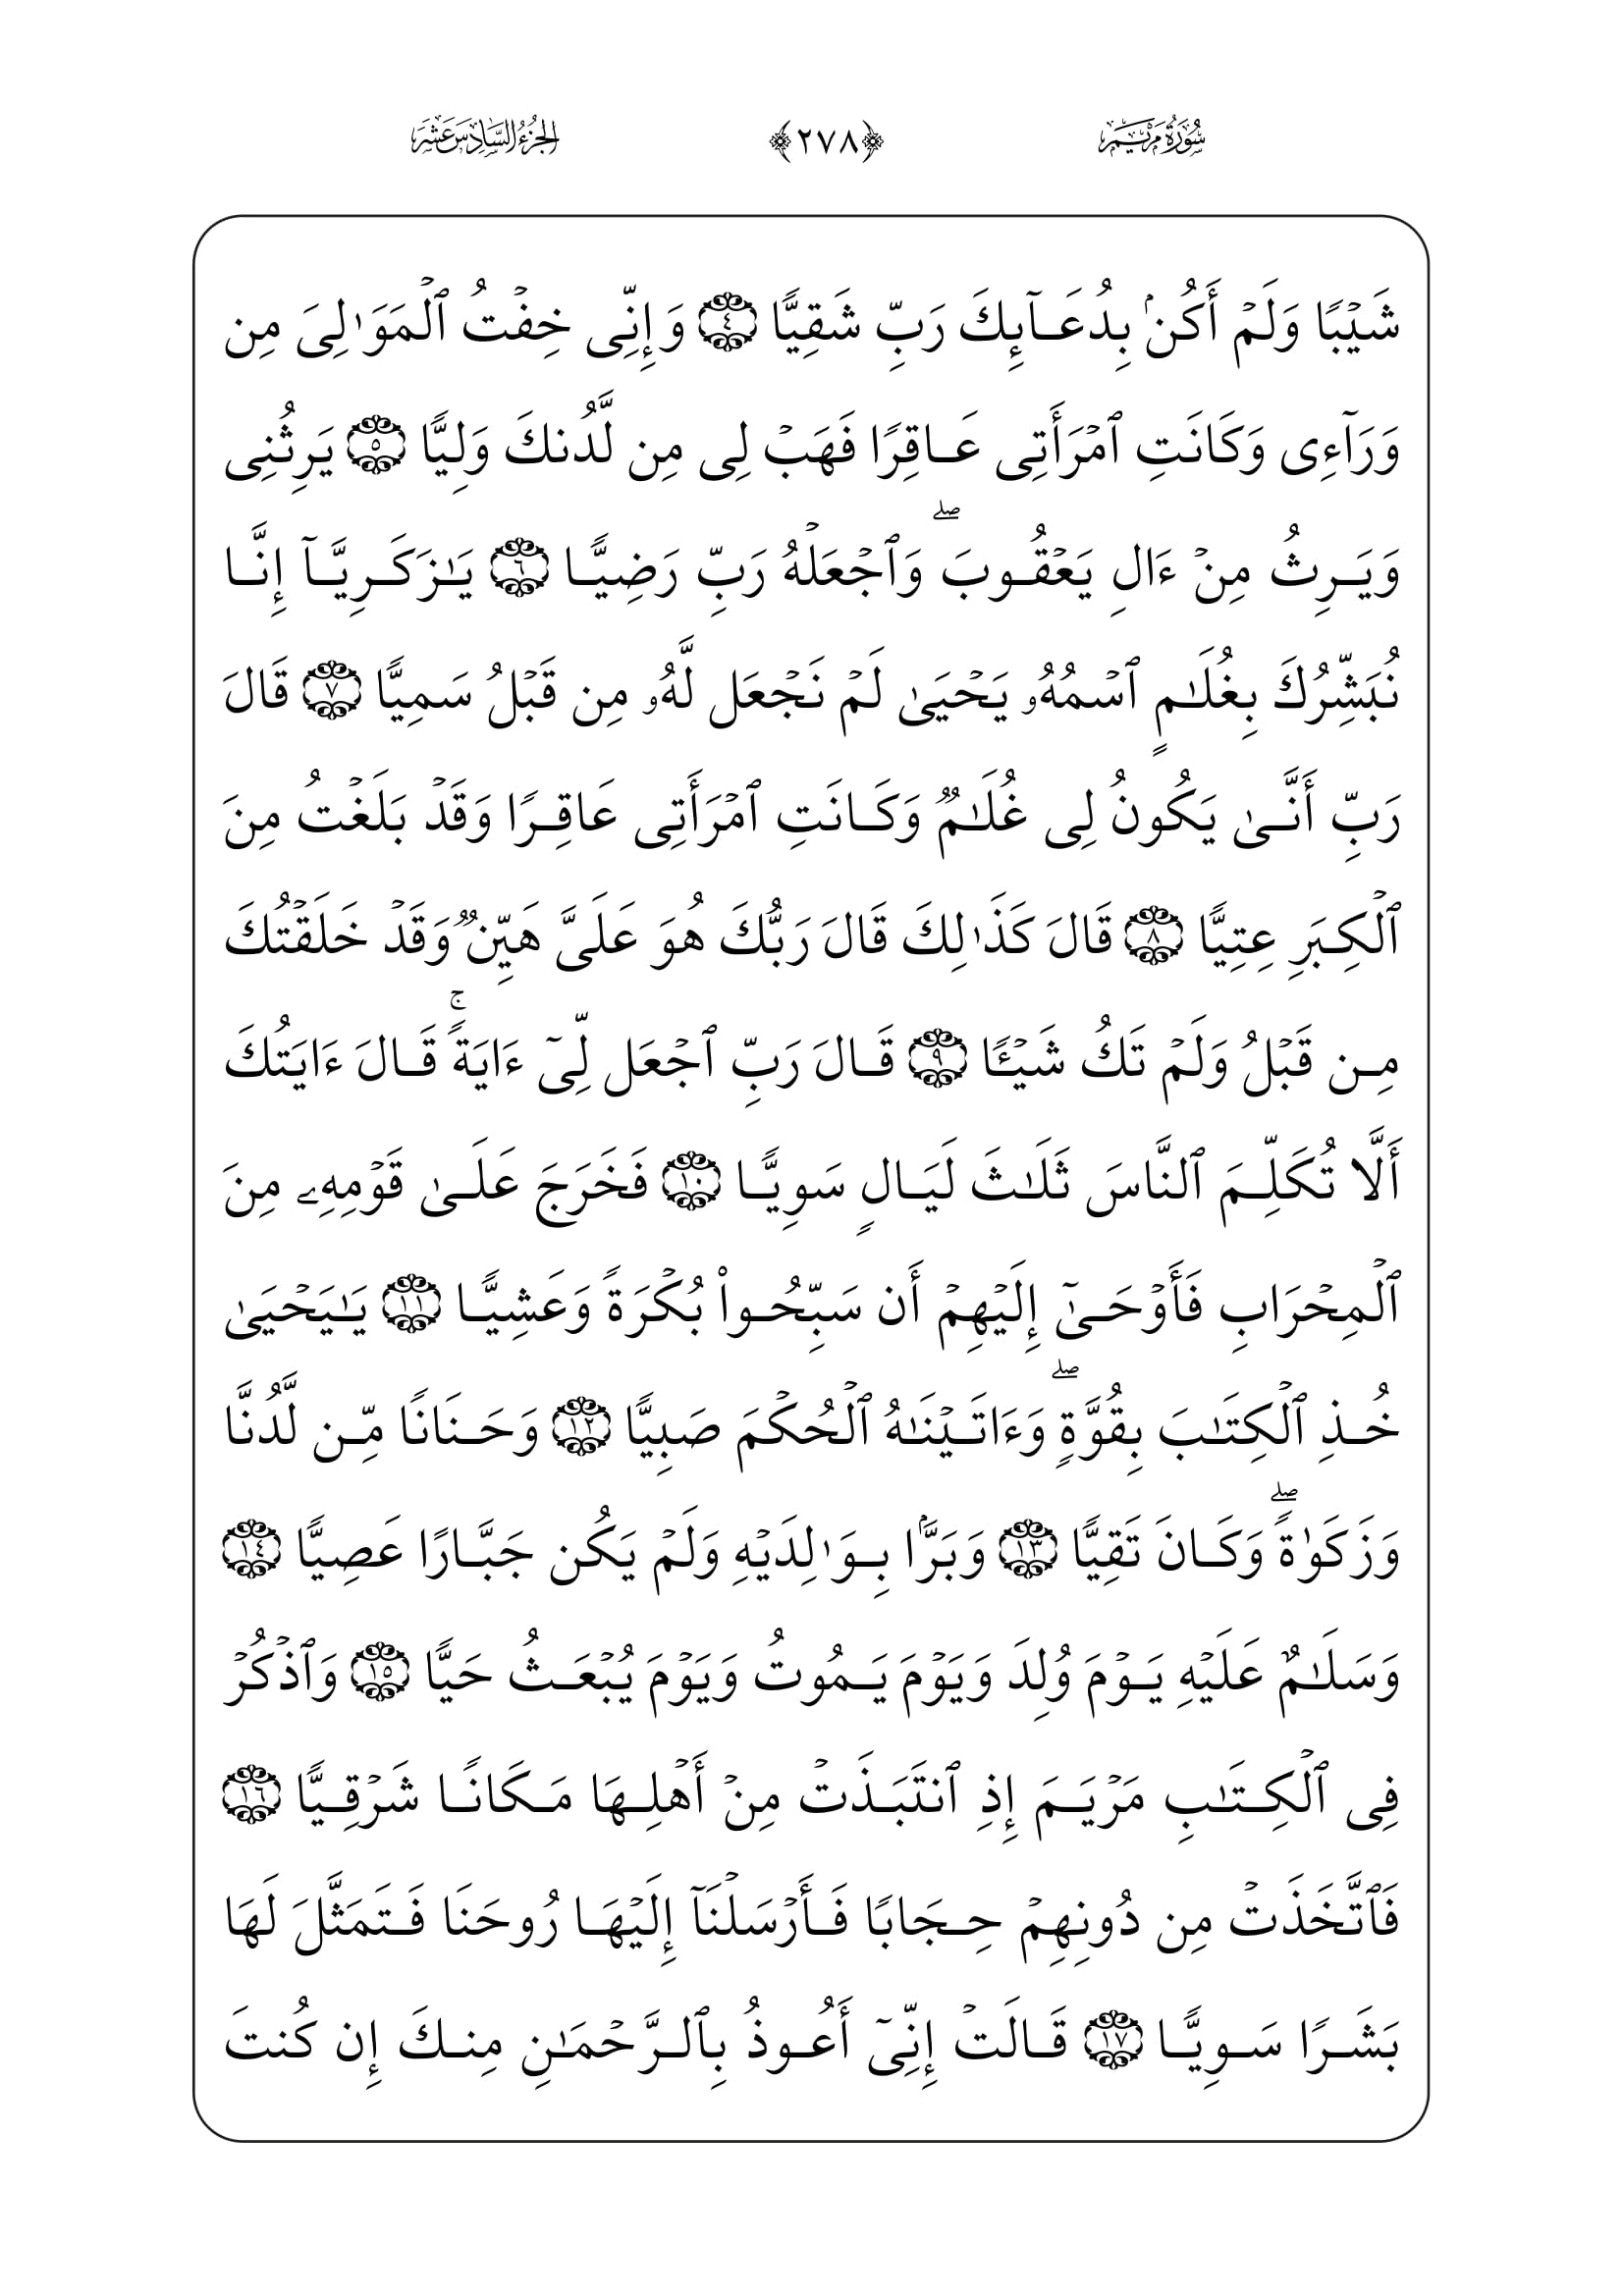 سُورَةُ مَرۡيَمَ ﴿٢٧٨﴾ الجُزۡءُ السَّادِسَ عَشَرَ
شَيۡبٗا وَلَمۡ أَكُنۢ بِدُعَآئِكَ رَبِّ شَقِيّٗا ٤ وَإِنِّي خِفۡتُ ٱلۡمَوَٰلِيَ مِن
وَرَآءِي وَكَانَتِ ٱمۡرَأَتِي عَاقِرٗا فَهَبۡ لِي مِن لَّدُنكَ وَلِيّٗا ٥ يَرِثُنِي
وَيَرِثُ مِنۡ ءَالِ يَعۡقُوبَۖ وَٱجۡعَلۡهُ رَبِّ رَضِيّٗا ٦ يَٰزَكَرِيَّآ إِنَّا
نُبَشِّرُكَ بِغُلَٰمٍ ٱسۡمُهُۥ يَحۡيَىٰ لَمۡ نَجۡعَل لَّهُۥ مِن قَبۡلُ سَمِيّٗا ٧ قَالَ
رَبِّ أَنَّىٰ يَكُونُ لِي غُلَٰمٞ وَكَانَتِ ٱمۡرَأَتِي عَاقِرٗا وَقَدۡ بَلَغۡتُ مِنَ
ٱلۡكِبَرِ عِتِيّٗا ٨ قَالَ كَذَٰلِكَ قَالَ رَبُّكَ هُوَ عَلَيَّ هَيِّنٞ وَقَدۡ خَلَقۡتُكَ
مِن قَبۡلُ وَلَمۡ تَكُ شَيۡـٔٗا ٩ قَالَ رَبِّ ٱجۡعَل لِّيٓ ءَايَةٗۚ قَالَ ءَايَتُكَ
أَلَّا تُكَلِّمَ ٱلنَّاسَ ثَلَٰثَ لَيَالٖ سَوِيّٗا ١٠ فَخَرَجَ عَلَىٰ قَوۡمِهِۦ مِنَ
ٱلۡمِحۡرَابِ فَأَوۡحَىٰٓ إِلَيۡهِمۡ أَن سَبِّحُواْ بُكۡرَةٗ وَعَشِيّٗا ١١ يَٰيَحۡيَىٰ
خُذِ ٱلۡكِتَٰبَ بِقُوَّةٖۖ وَءَاتَيۡنَٰهُ ٱلۡحُكۡمَ صَبِيّٗا ١٢ وَحَنَانٗا مِّن لَّدُنَّا
وَزَكَوٰةٗۖ وَكَانَ تَقِيّٗا ١٣ وَبَرَّۢا بِوَٰلِدَيۡهِ وَلَمۡ يَكُن جَبَّارًا عَصِيّٗا ١٤
وَسَلَٰمٌ عَلَيۡهِ يَوۡمَ وُلِدَ وَيَوۡمَ يَمُوتُ وَيَوۡمَ يُبۡعَثُ حَيّٗا ١٥ وَٱذۡكُرۡ
فِي ٱلۡكِتَٰبِ مَرۡيَمَ إِذِ ٱنتَبَذَتۡ مِنۡ أَهۡلِهَا مَكَانٗا شَرۡقِيّٗا ١٦
فَٱتَّخَذَتۡ مِن دُونِهِمۡ حِجَابٗا فَأَرۡسَلۡنَآ إِلَيۡهَا رُوحَنَا فَتَمَثَّلَ لَهَا
بَشَرٗا سَوِيّٗا ١٧ قَالَتۡ إِنِّيٓ أَعُوذُ بِٱلرَّحۡمَٰنِ مِنكَ إِن كُنتَ